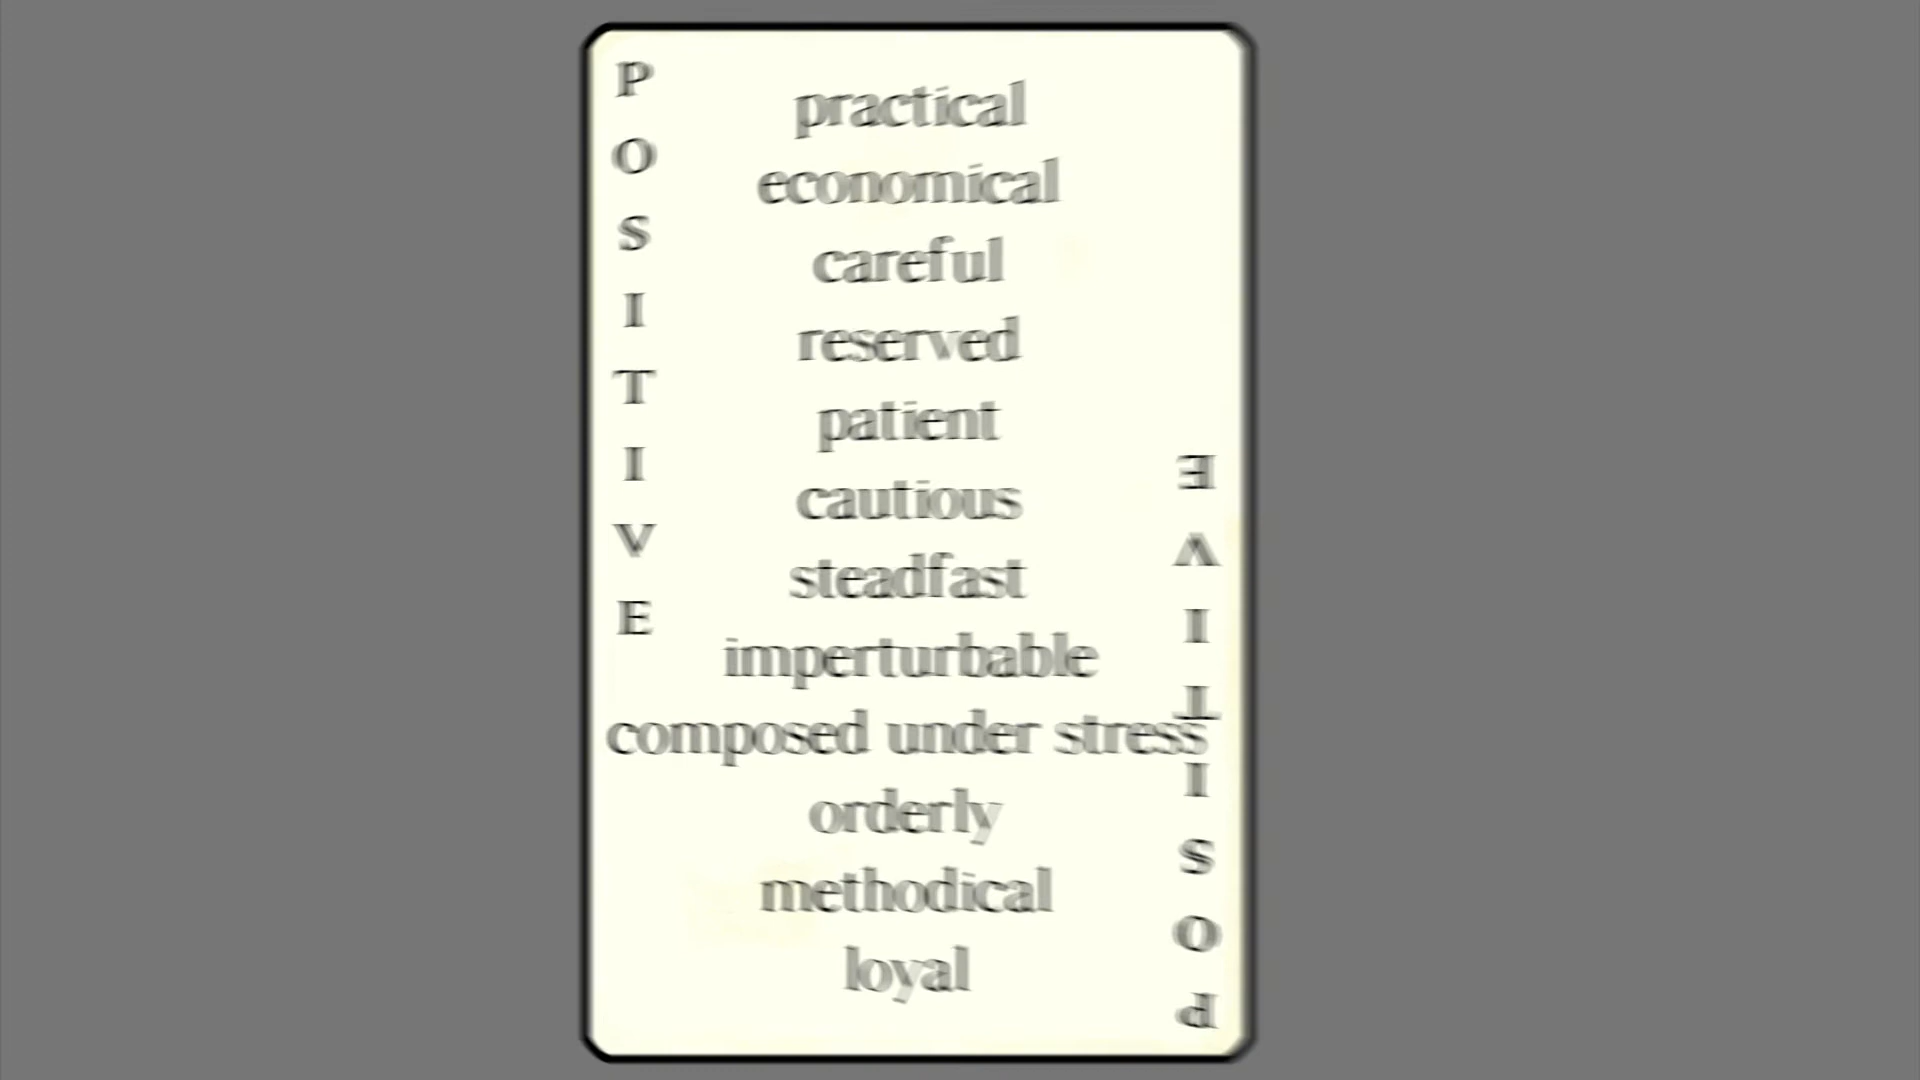 POSITIVE
practical
economical
careful
reserved
patient
cautious
steadfast
imperturbable
composed under stress
orderly
methodical
loyal
POSITIVE